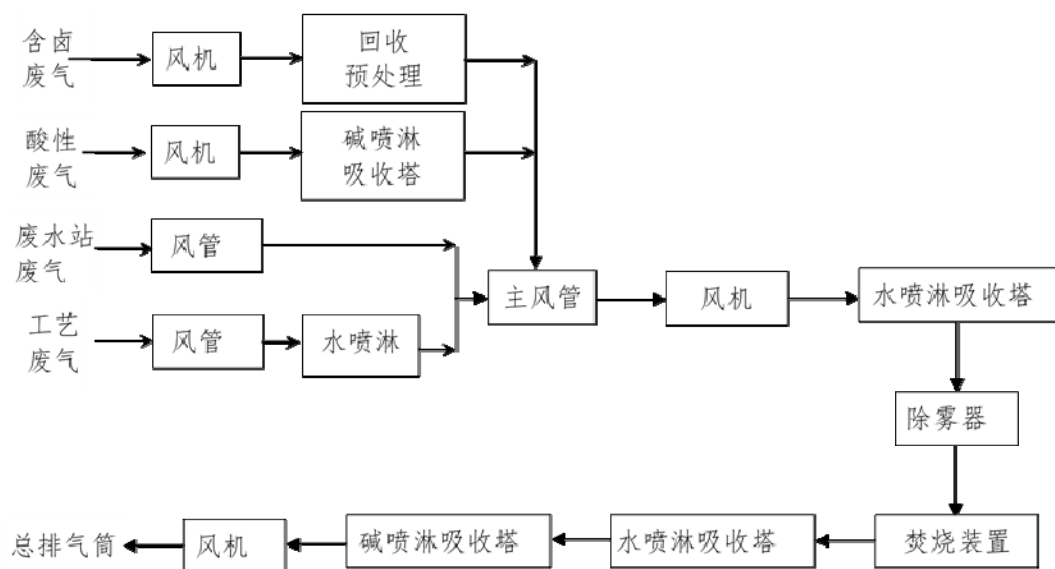 含卤
废气
风机
回收
预处理
酸性
废气
风机
碱喷淋
吸收塔
废水站
废气
风管
工艺
废气
风管
水喷淋
主风管
风机
水喷淋吸收塔
除雾器
焚烧装置
水喷淋吸收塔
碱喷淋吸收塔
风机
总排气筒